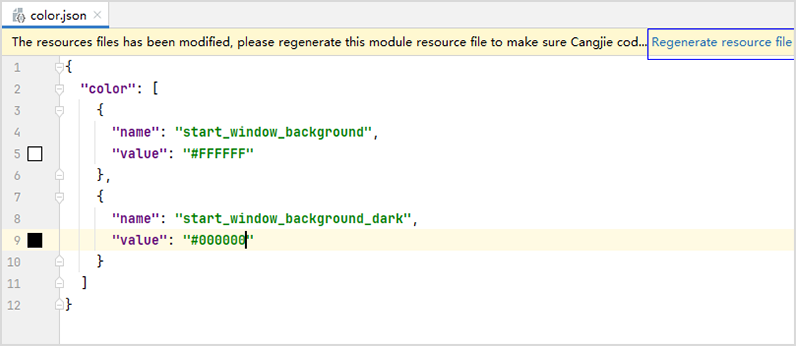 color.json
The resources files has been modified, please regenerate this module resource file to make sure Cangjie cod... Regenerate resource file
1 {
2 "color": [
3 {
4 "name": "start_window_background",
5 "value": "#FFFFFF"
6 },
7 {
8 "name": "start_window_background_dark",
9 "value": "#000000"
10 }
11 ]
12 }